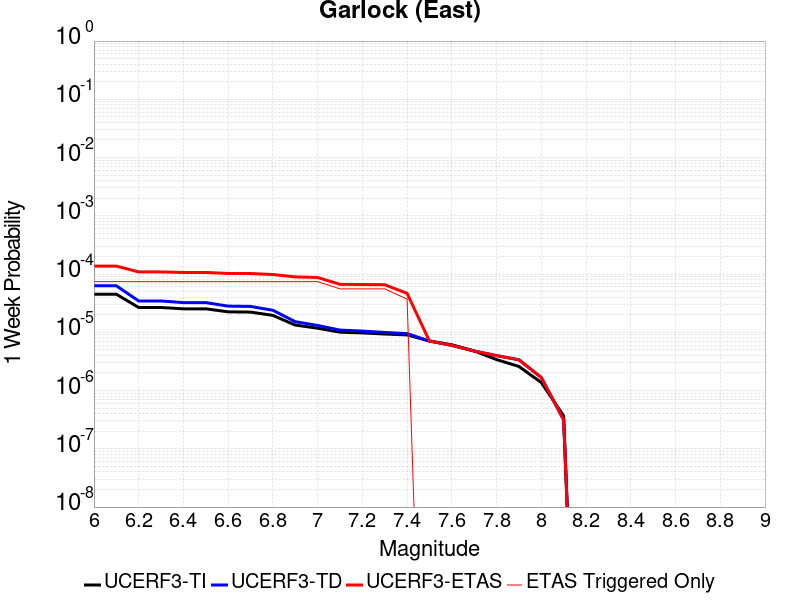 Garlock (East)
10^0
10^-1
10^-2
10^-3
10^-4
10^-5
10^-6
10^-7
10^-8
1 Week Probability
6 6.2 6.4 6.6 6.8 7 7.2 7.4 7.6 7.8 8 8.2 8.4 8.6 8.8 9
Magnitude
UCERF3-TI UCERF3-TD UCERF3-ETAS ETAS Triggered Only